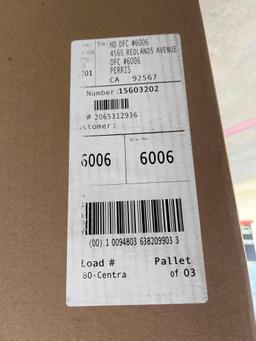 To: HD DFC #6006
4565 REDLANDS AVENUE
DFC #6006
PERRIS
CA 92567
Number: 15603202
# 2065312936
stomer:
6006 6006
(00) 1 0094803 638209903 3
Load # Pallet
80-Centra of 03